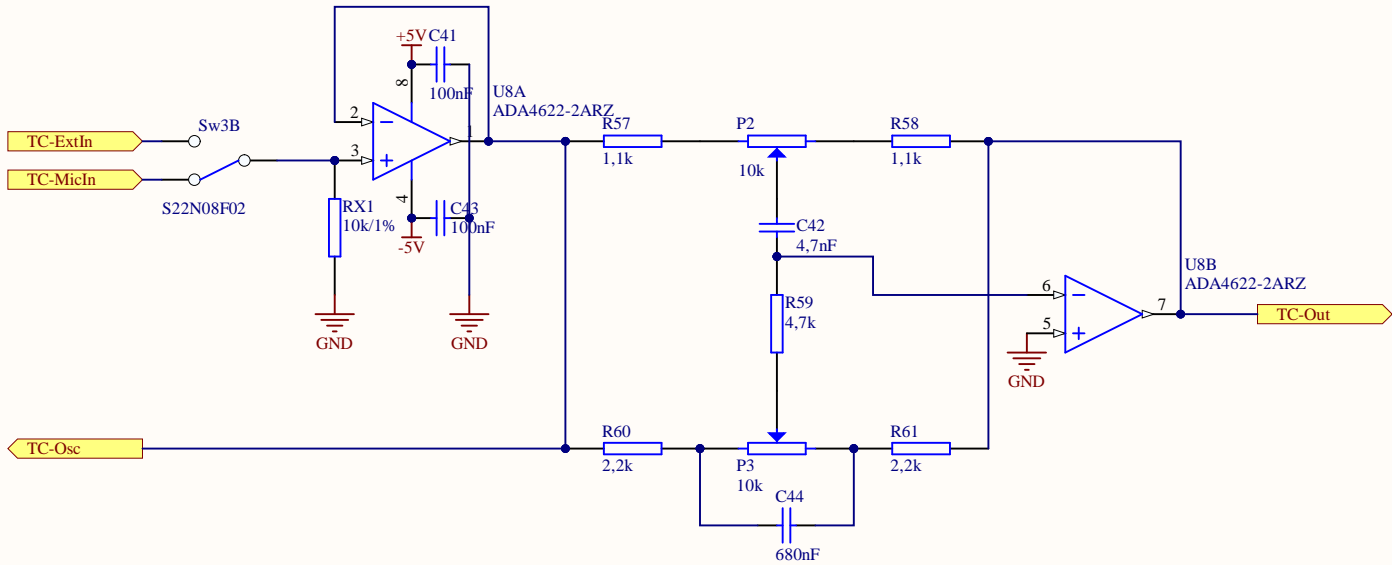 +5V
C41
8
100nF
U8A
ADA4622-2ARZ
2
1
3
TC-ExtIn
Sw3B
TC-MicIn
S22N08F02
RX1
10k/1%
4
C43
100nF
-5V
GND
GND
R57
1,1k
P2
10k
R58
1,1k
C42
4,7nF
R59
4,7k
U8B
ADA4622-2ARZ
6
7
5
TC-Out
GND
TC-Osc
R60
2,2k
P3
10k
R61
2,2k
C44
680nF